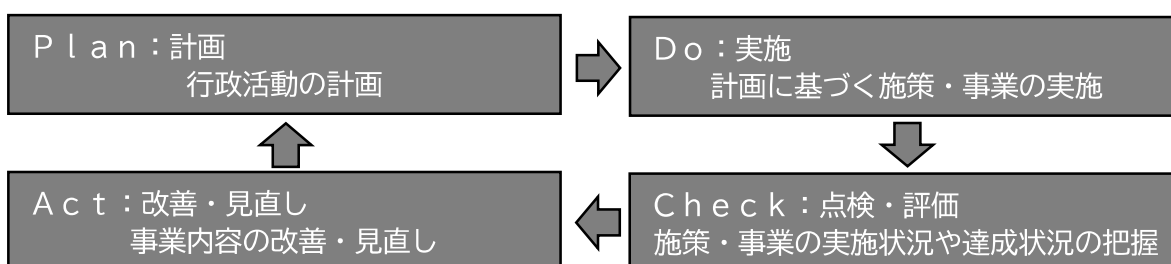 Ｐｌａｎ：計画
行政活動の計画
Ｄｏ：実施
計画に基づく施策・事業の実施
Ａｃｔ：改善・見直し
事業内容の改善・見直し
Ｃｈｅｃｋ：点検・評価
施策・事業の実施状況や達成状況の把握